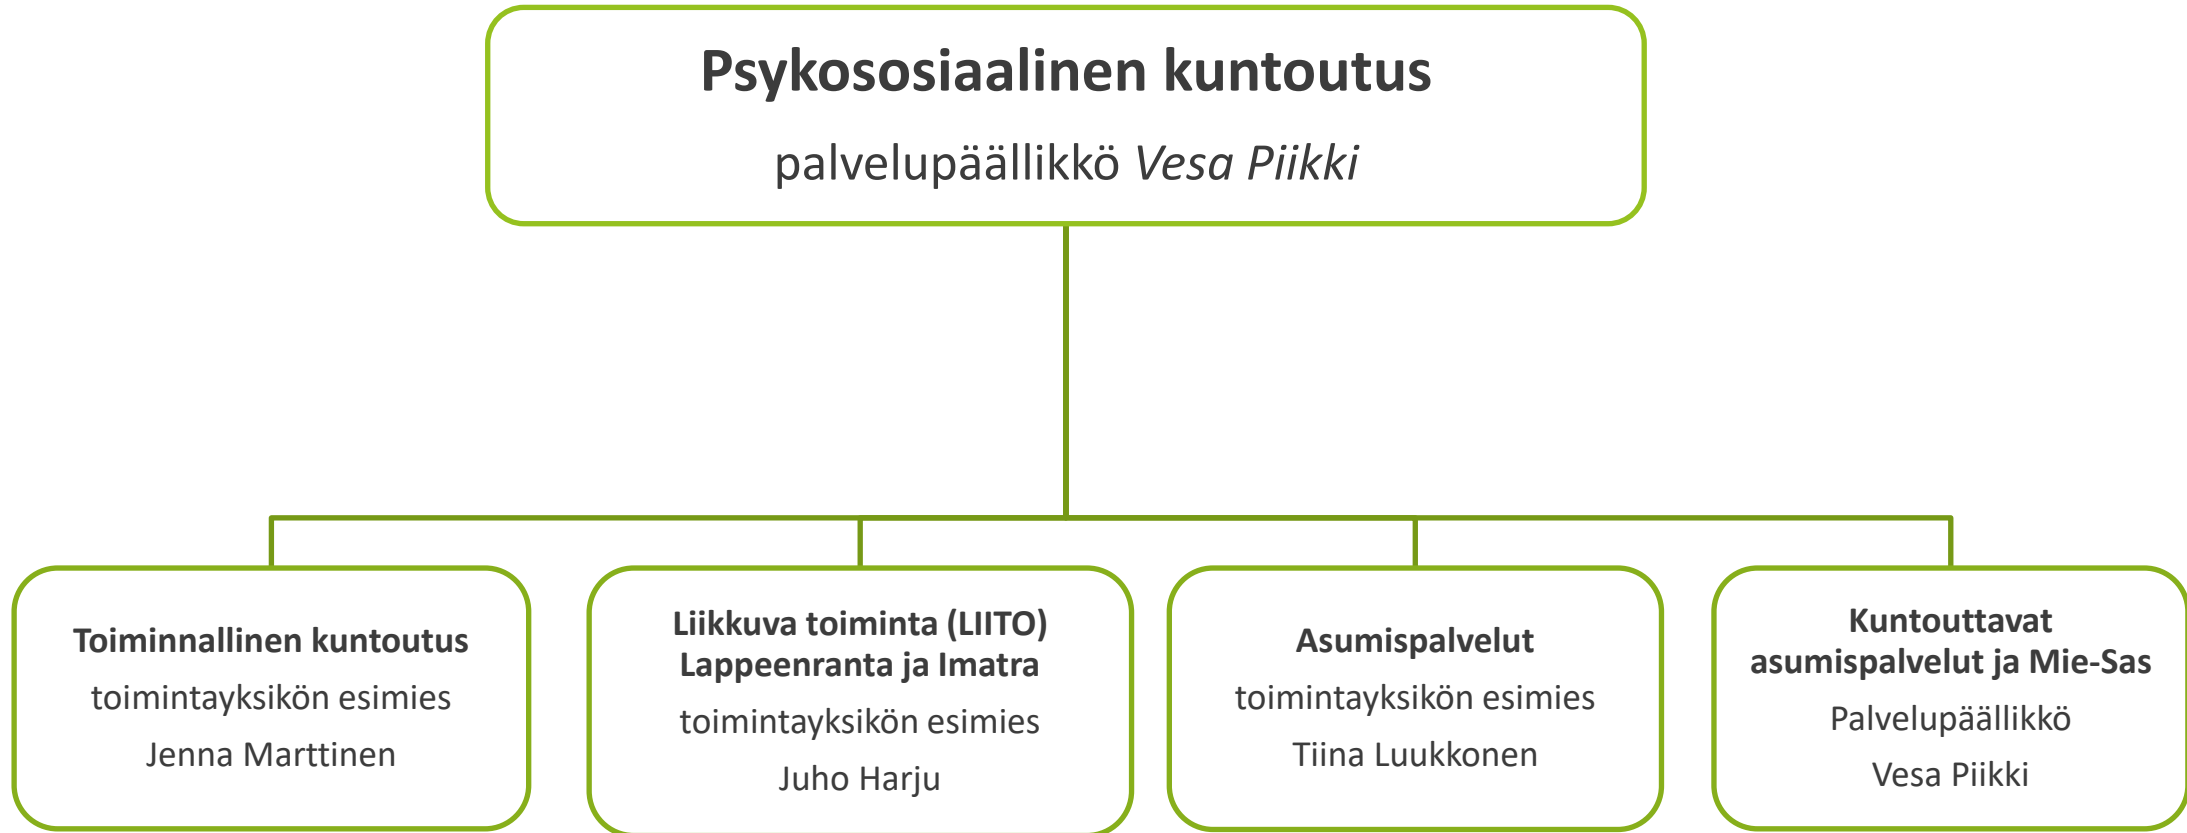 Psykososiaalinen kuntoutus
palvelupäällikkö Vesa Piikki
Toiminnallinen kuntoutus
toimintayksikön esimies
Jenna Marttinen
Liikkuva toiminta (LIITO)
Lappeenranta ja Imatra
toimintayksikön esimies
Juho Harju
Asumispalvelut
toimintayksikön esimies
Tiina Luukkonen
Kuntouttavat
asumispalvelut ja Mie-Sas
Palvelupäällikkö
Vesa Piikki